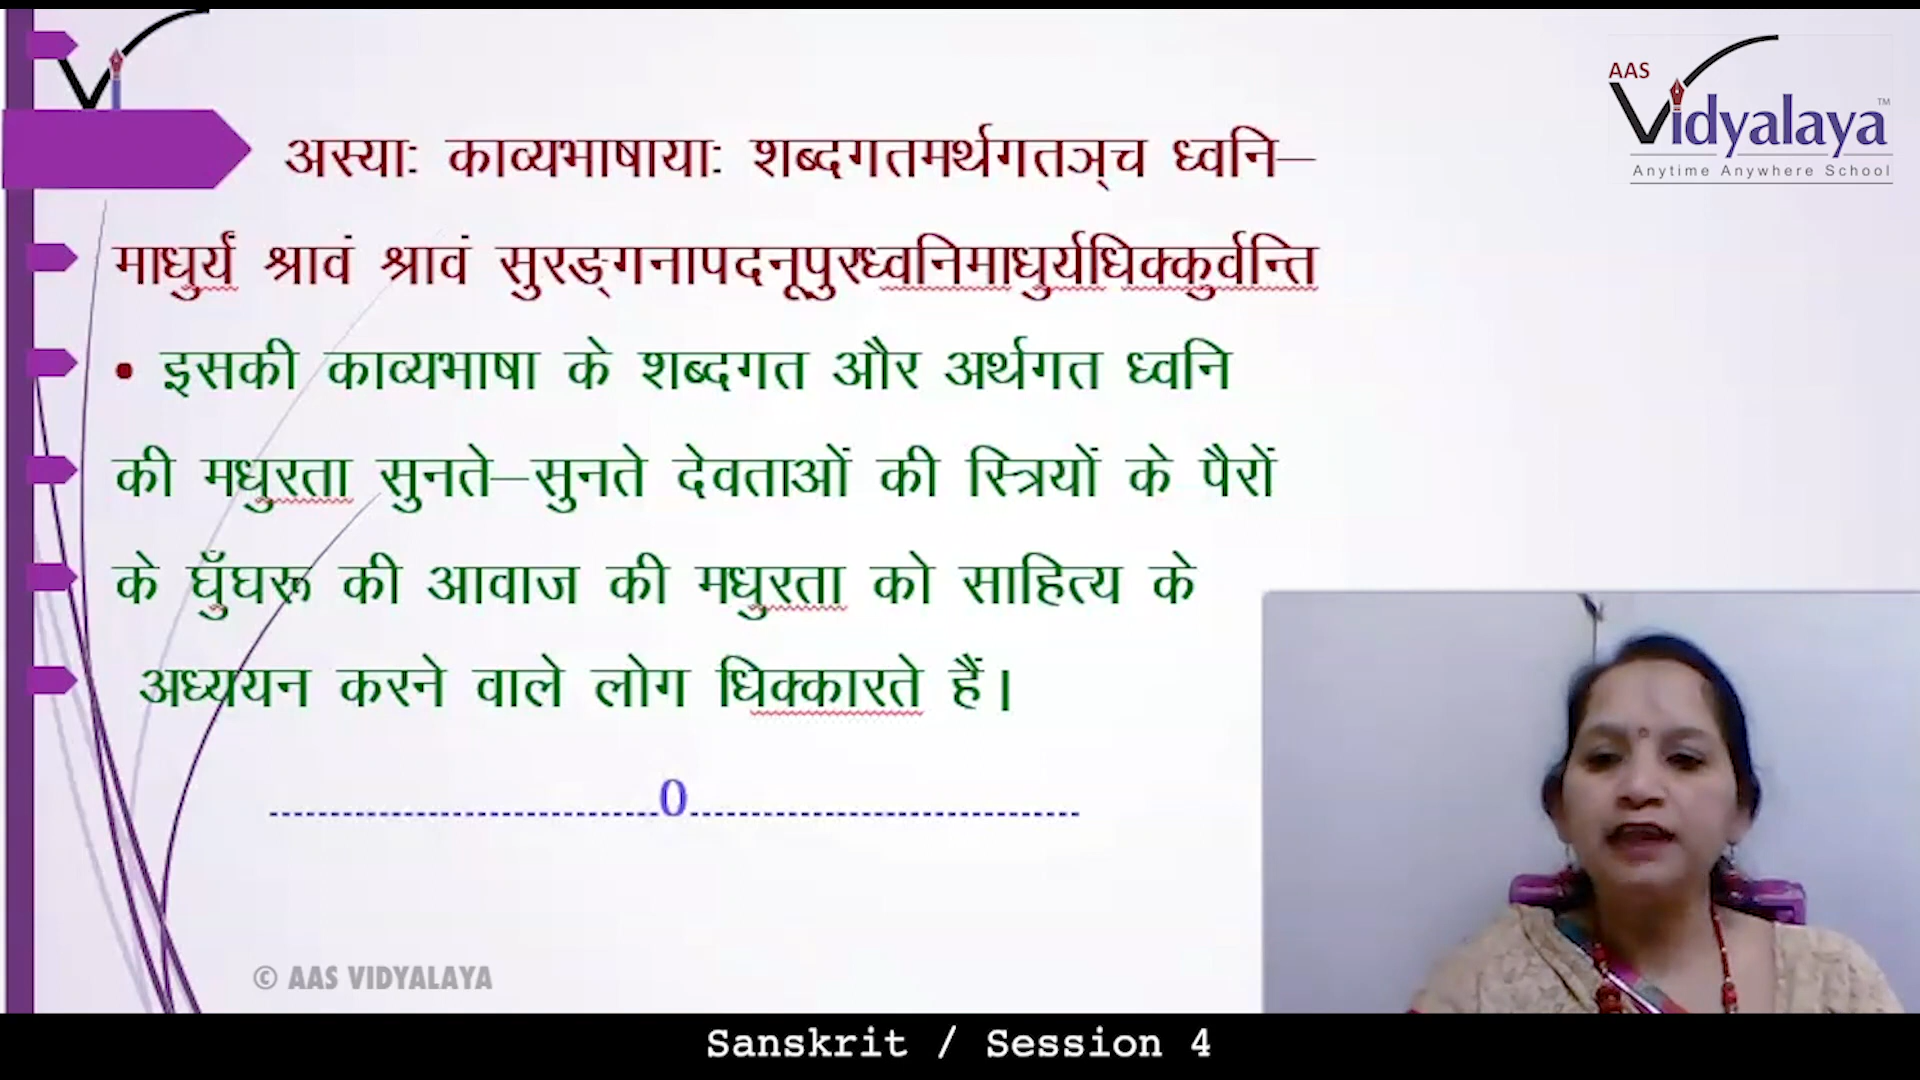 AAS
Vidyalaya™
Anytime Anywhere School
अस्याः काव्यभाषायाः शब्दगतमर्थगतञ्च ध्वनि–
माधुर्यं श्रावं श्रावं सुरङ्गनापदनूपुरध्वनिमाधुर्यधिक्कुर्वन्ति
• इसकी काव्यभाषा के शब्दगत और अर्थगत ध्वनि
की मधुरता सुनते–सुनते देवताओं की स्त्रियों के पैरों
के घुँघरू की आवाज की मधुरता को साहित्य के
अध्ययन करने वाले लोग धिक्कारते हैं।
......................................0......................................
© AAS VIDYALAYA
Sanskrit / Session 4